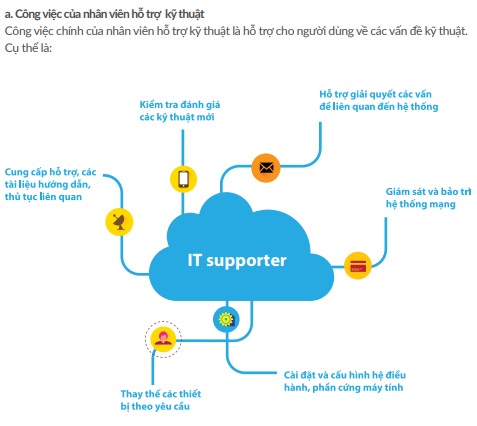 a. Công việc của nhân viên hỗ trợ kỹ thuật
Công việc chính của nhân viên hỗ trợ kỹ thuật là hỗ trợ cho người dùng về các vấn đề kỹ thuật.
Cụ thể là:
Hỗ trợ giải quyết các vấn
đề liên quan đến hệ thống
Kiểm tra đánh giá
các kỹ thuật mới
Cung cấp hỗ trợ, các
tài liệu hướng dẫn,
thủ tục liên quan
Giám sát và bảo trì
hệ thống mạng
IT supporter
Cài đặt và cấu hình hệ điều
hành, phần cứng máy tính
Thay thế các thiết
bị theo yêu cầu